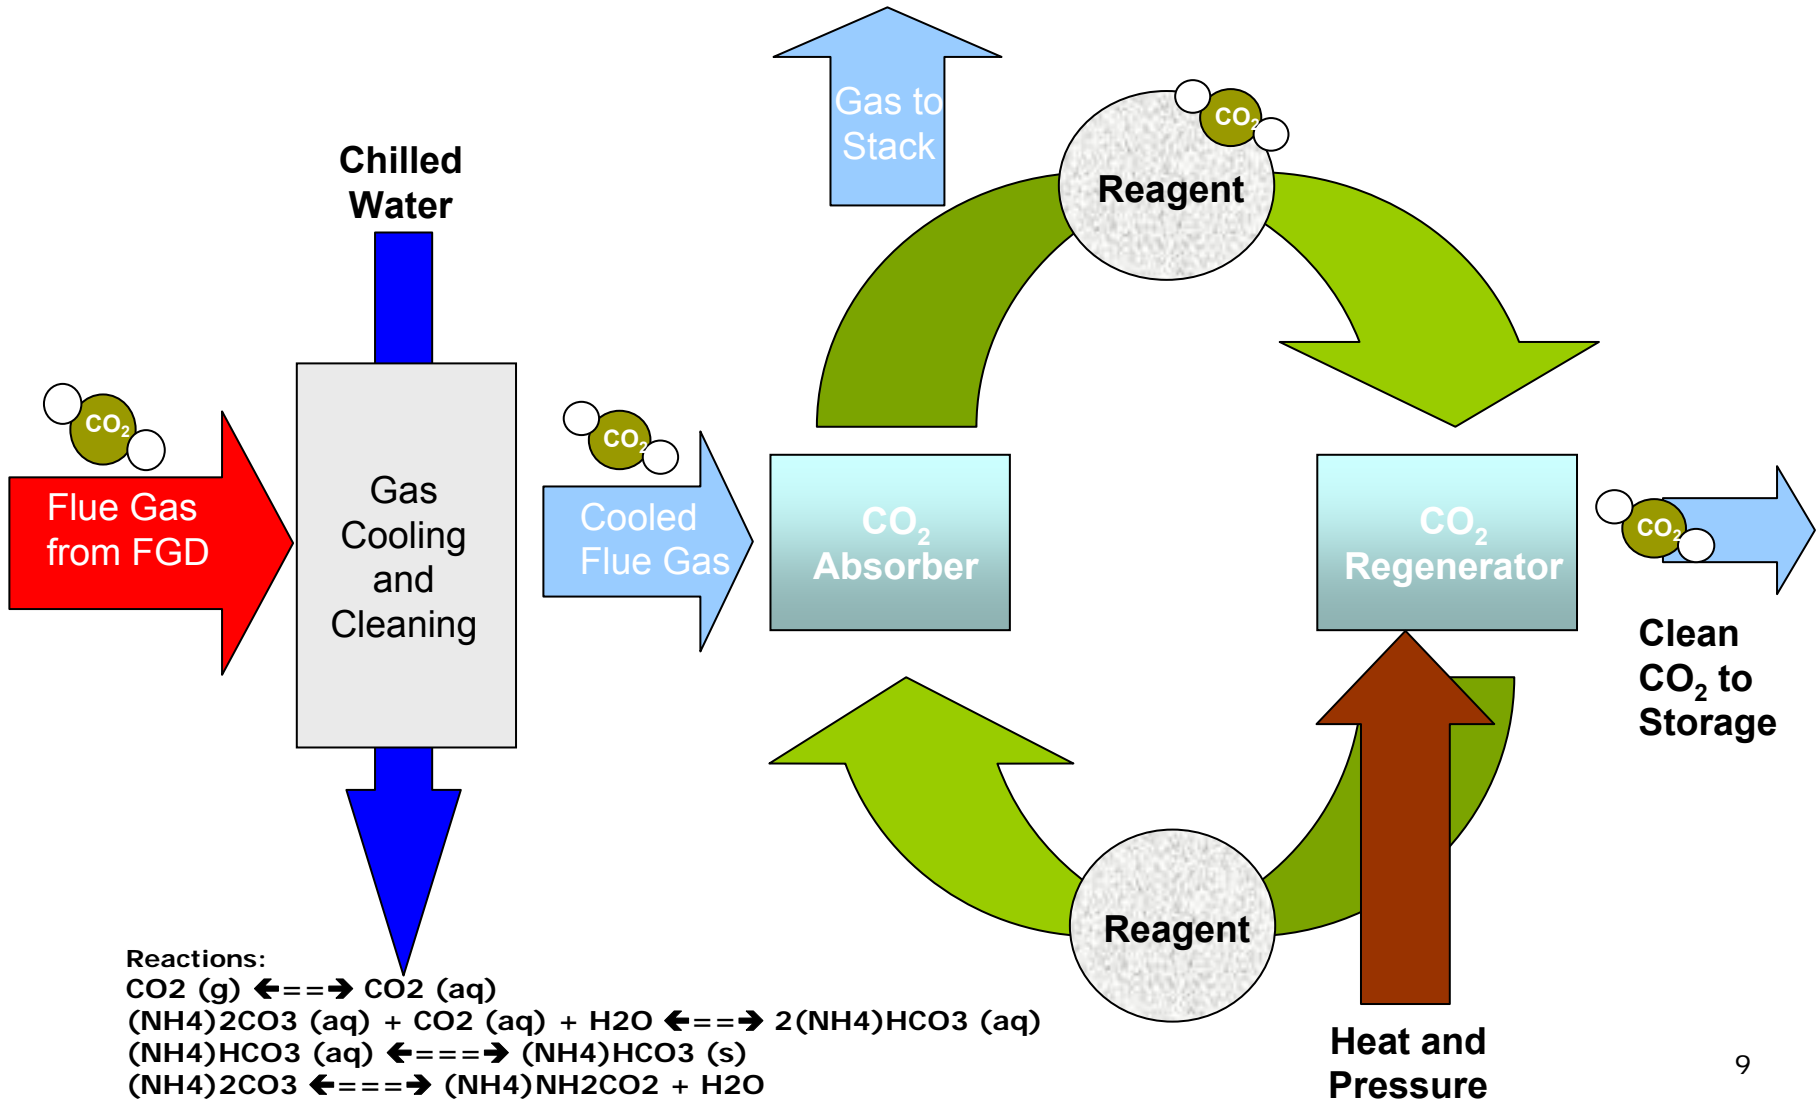 Gas to
Stack
CO₂
Reagent
Chilled
Water
CO₂
Flue Gas
from FGD
Gas
Cooling
and
Cleaning
CO₂
Cooled
Flue Gas
CO₂
Absorber
CO₂
Regenerator
CO₂
Clean
CO₂ to
Storage
Reagent
Heat and
Pressure
Reactions:
CO2 (g) 🡸==🡺 CO2 (aq)
(NH4)2CO3 (aq) + CO2 (aq) + H2O 🡸==🡺 2(NH4)HCO3 (aq)
(NH4)HCO3 (aq) 🡸===🡺 (NH4)HCO3 (s)
(NH4)2CO3 🡸===🡺 (NH4)NH2CO2 + H2O
9